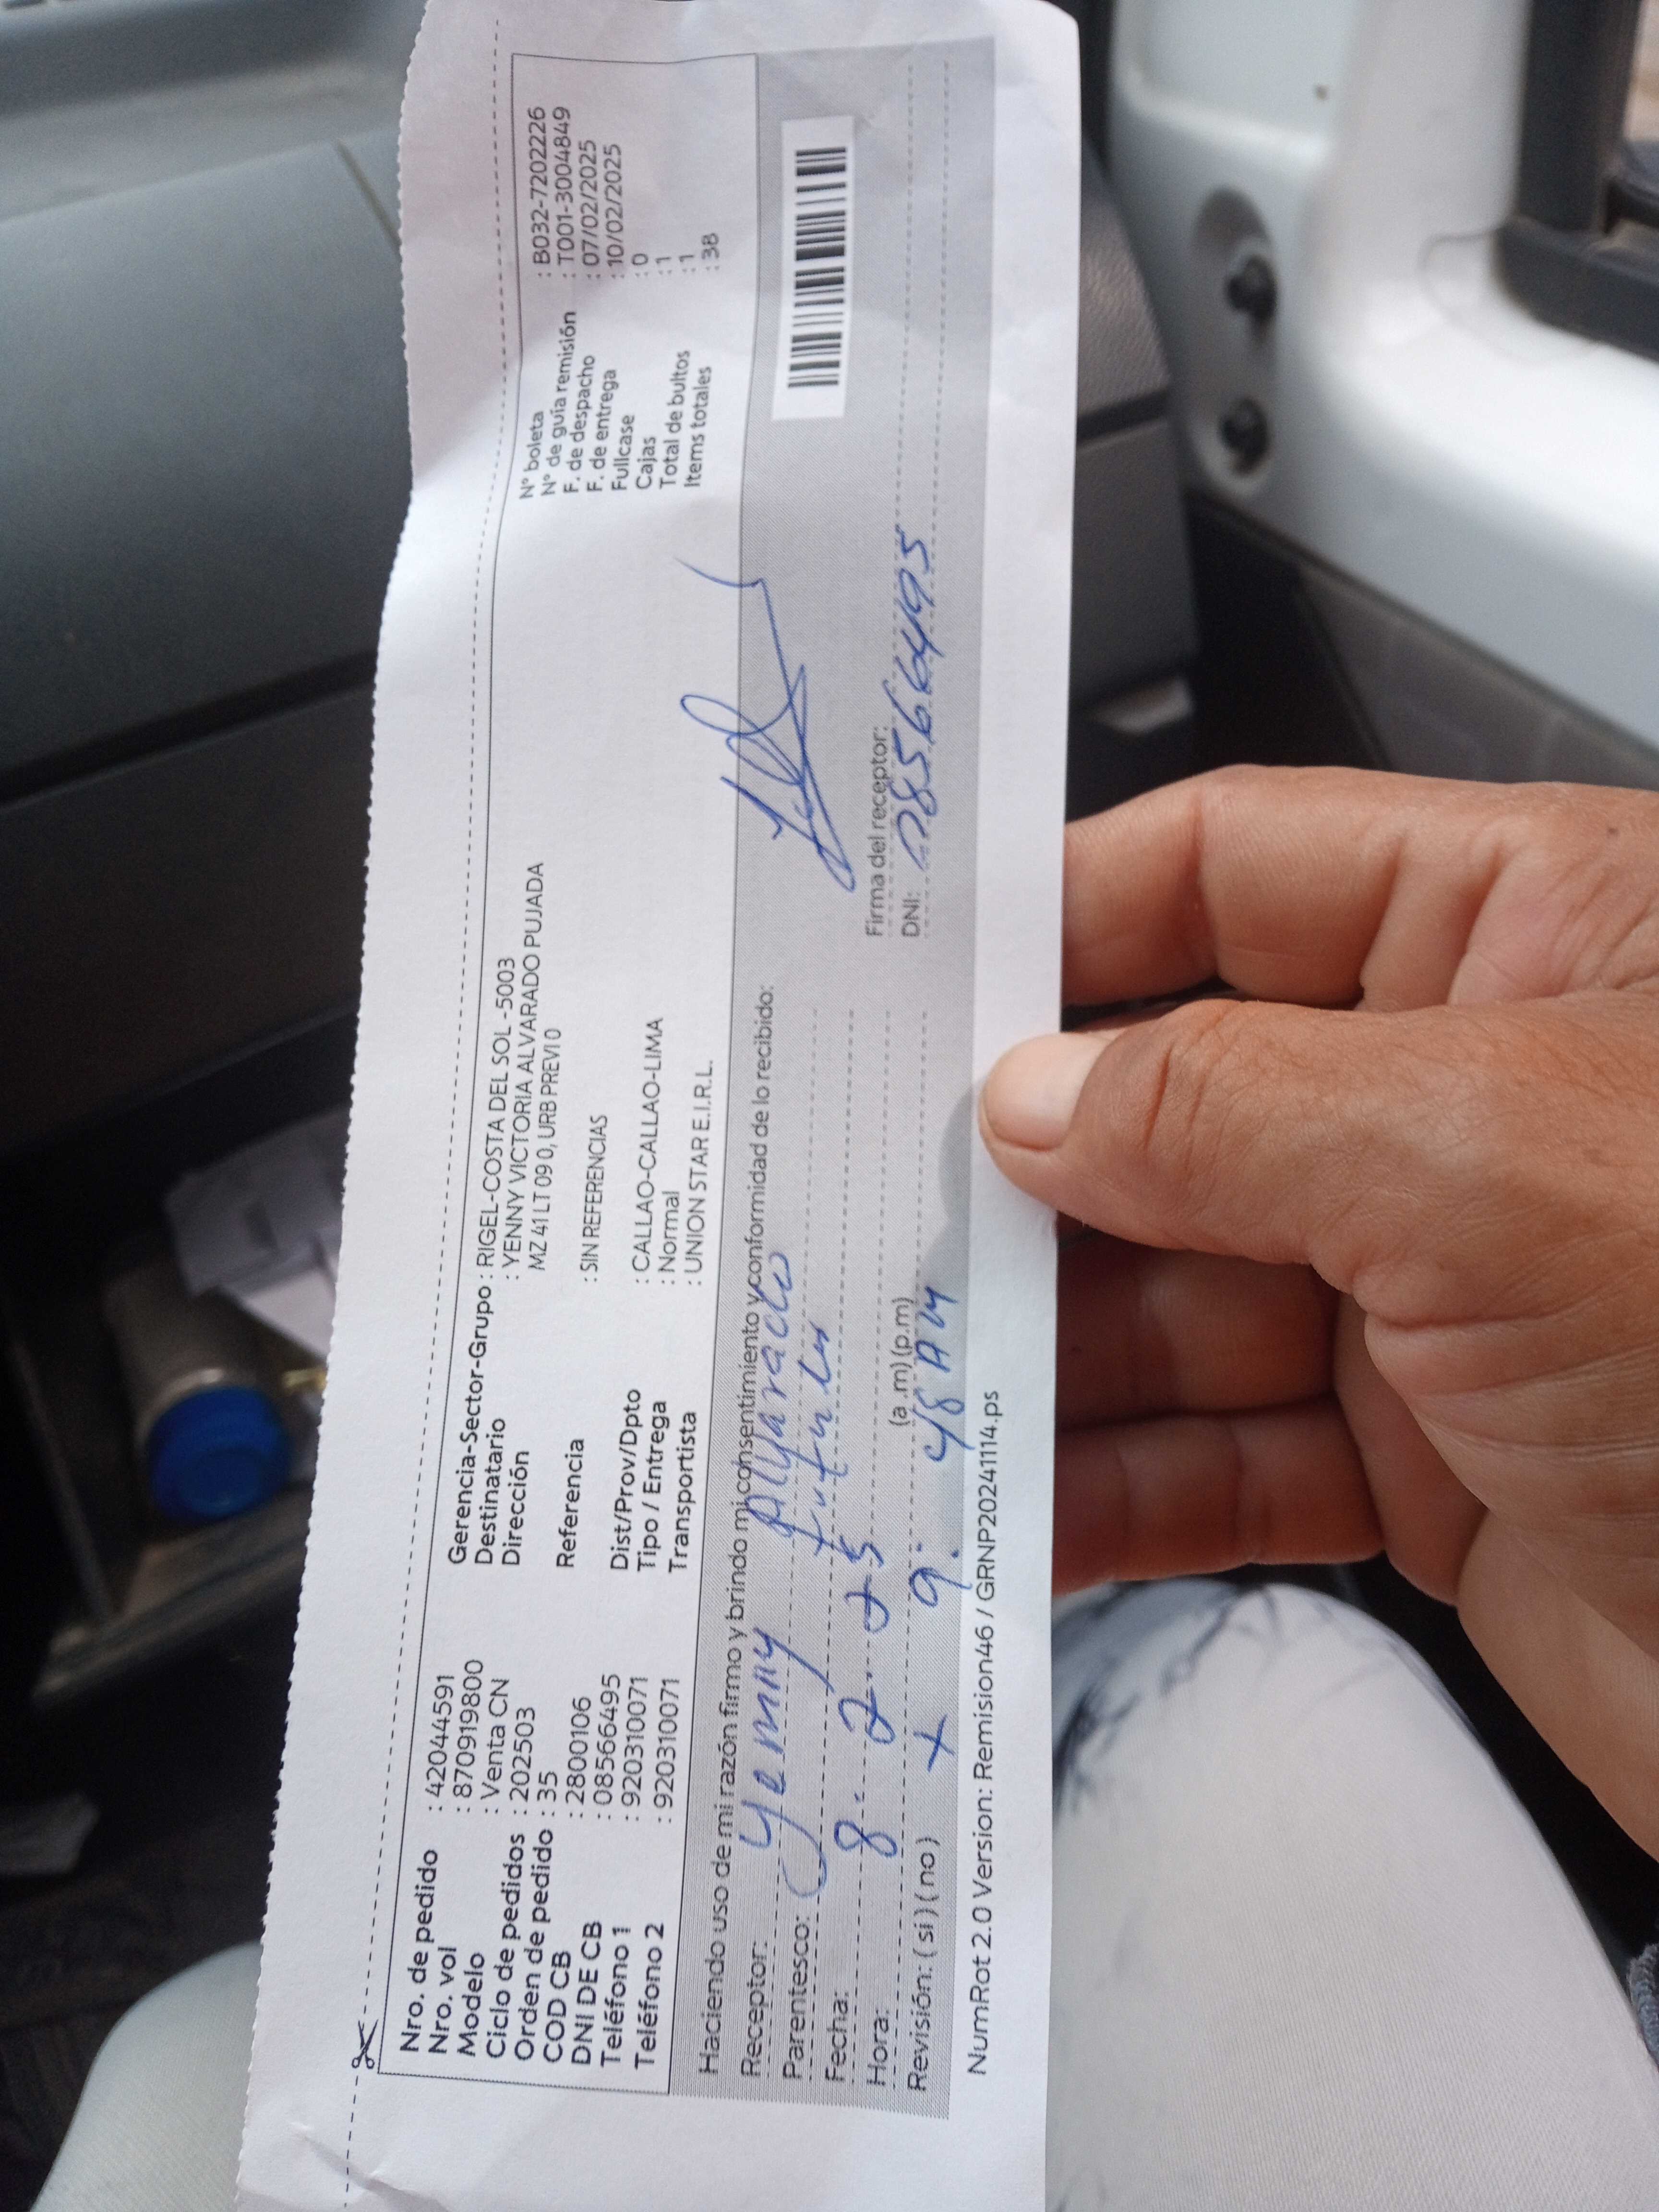 Nro. de pedido : 42044591
Nro. vol : 870919800
Modelo : Venta CN
Ciclo de pedidos : 202503
Orden de pedido : 35
COD CB : 2800106
DNI DE CB : 08566495
Teléfono 1 : 920310071
Teléfono 2 : 920310071
Gerencia-Sector-Grupo : RIGEL-COSTA DEL SOL -5003
Destinatario : YENNY VICTORIA ALVARADO PUJADA
Dirección MZ 41 LT 09 0, URB PREVI 0
Referencia : SIN REFERENCIAS
Dist/Prov/Dpto : CALLAO-CALLAO-LIMA
Tipo / Entrega : Normal
Transportista : UNION STAR E.I.R.L.
N° boleta : B032-7202226
N° de guía remisión : T001-3004849
F. de despacho : 07/02/2025
F. de entrega : 10/02/2025
Fullcase : 0
Cajas : 1
Total de bultos : 1
Items totales : 38
Haciendo uso de mi razón firmo y brindo mi consentimiento y conformidad de lo recibido:
Receptor: Yenny Alvarado
Parentesco:
Fecha: 8. 2. 25
Hora: 9: 48 AM (a .m) (p.m)
Revisión: ( si ) ( no )
Firma del receptor:
DNI: 08566495
NumRot 2.0 Version: Remision46 / GRNP20241114.ps